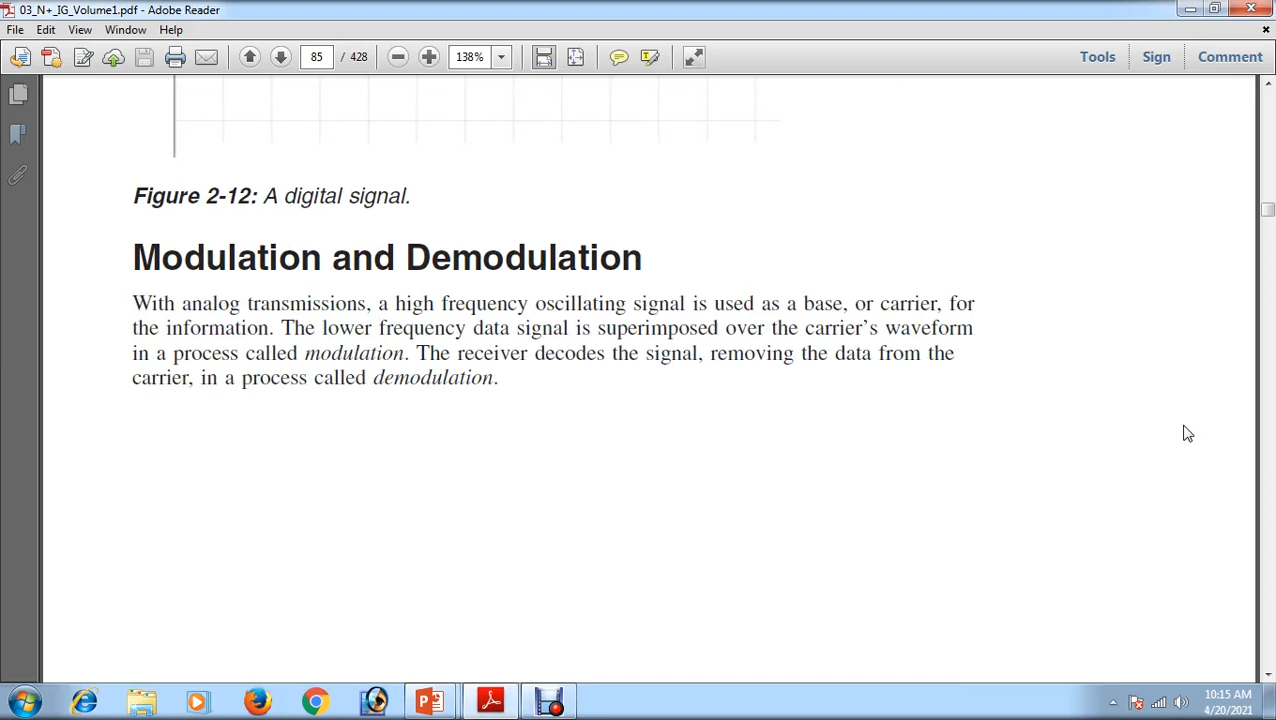 03_N+_IG_Volume1.pdf - Adobe Reader
File Edit View Window Help
85 / 428 138% Tools Sign Comment
Figure 2-12: A digital signal.
Modulation and Demodulation
With analog transmissions, a high frequency oscillating signal is used as a base, or carrier, for
the information. The lower frequency data signal is superimposed over the carrier’s waveform
in a process called modulation. The receiver decodes the signal, removing the data from the
carrier, in a process called demodulation.
10:15 AM
4/20/2021